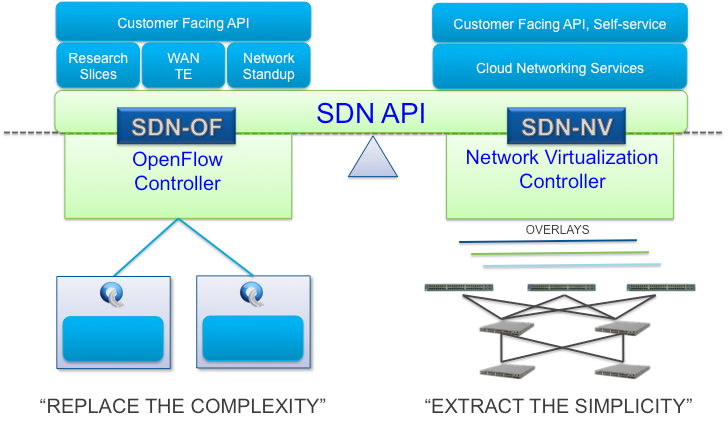 Customer Facing API
Customer Facing API, Self-service
Research
Slices
WAN
TE
Network
Standup
Cloud Networking Services
SDN API
SDN-OF
SDN-NV
OpenFlow
Controller
Network Virtualization
Controller
OVERLAYS
“REPLACE THE COMPLEXITY”
“EXTRACT THE SIMPLICITY”